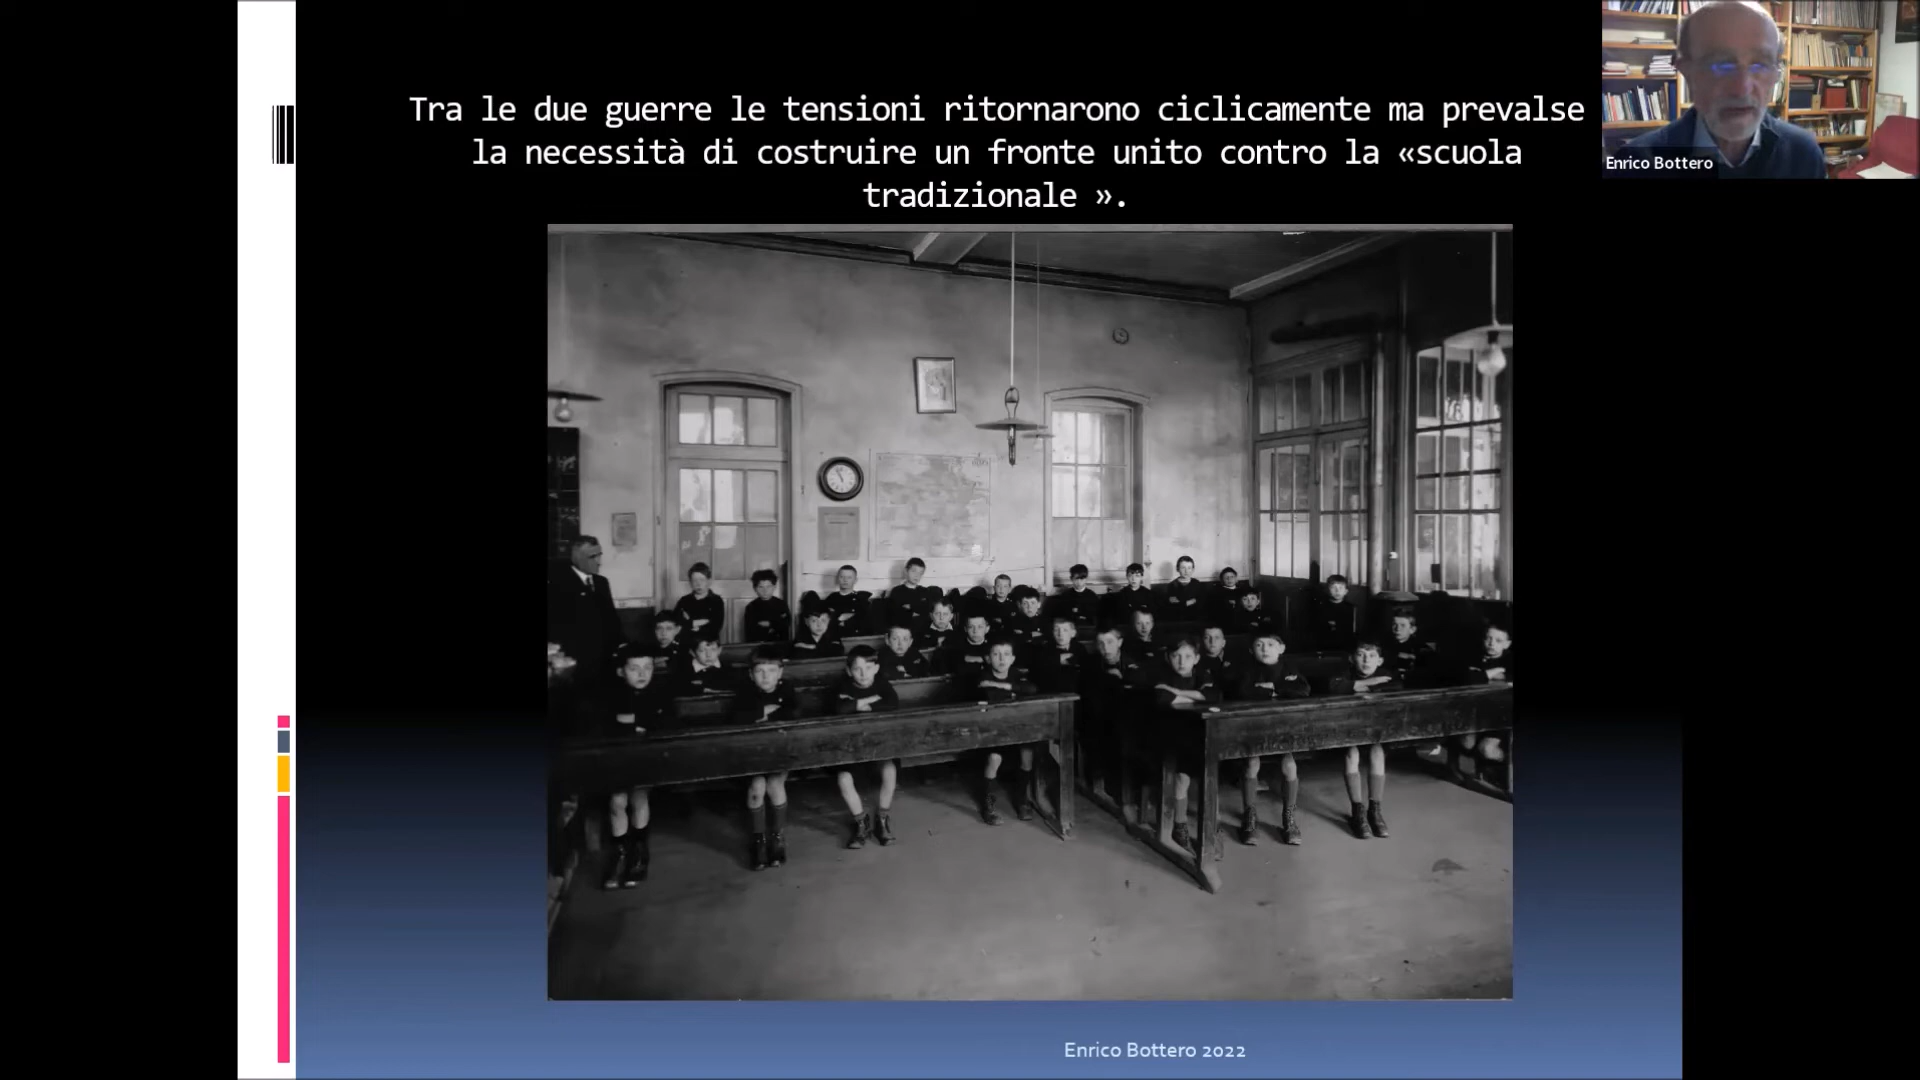 Tra le due guerre le tensioni ritornarono ciclicamente ma prevalse
la necessità di costruire un fronte unito contro la «scuola
tradizionale ».
Enrico Bottero
Enrico Bottero 2022